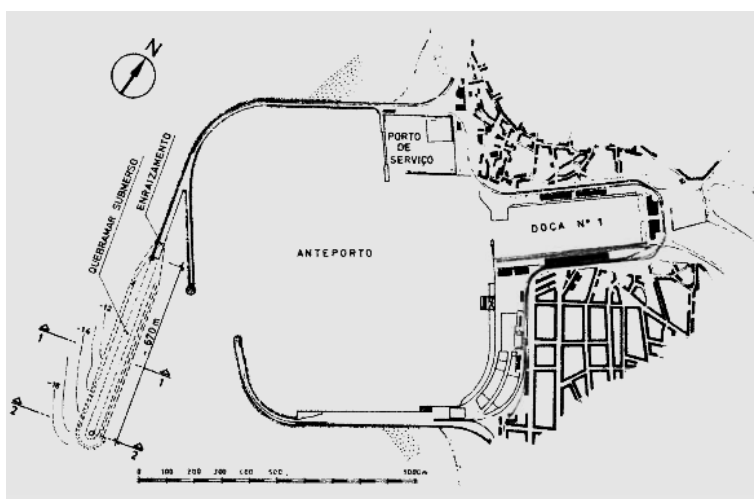 N
QUEBRAMAR SUBMERSO
ENRAIZAMENTO
PORTO
DE
SERVIÇO
DOCA Nº 1
ANTEPORTO
670 m
-14
-16
1
1
2
2
0 100 200 300 400 500 1000m